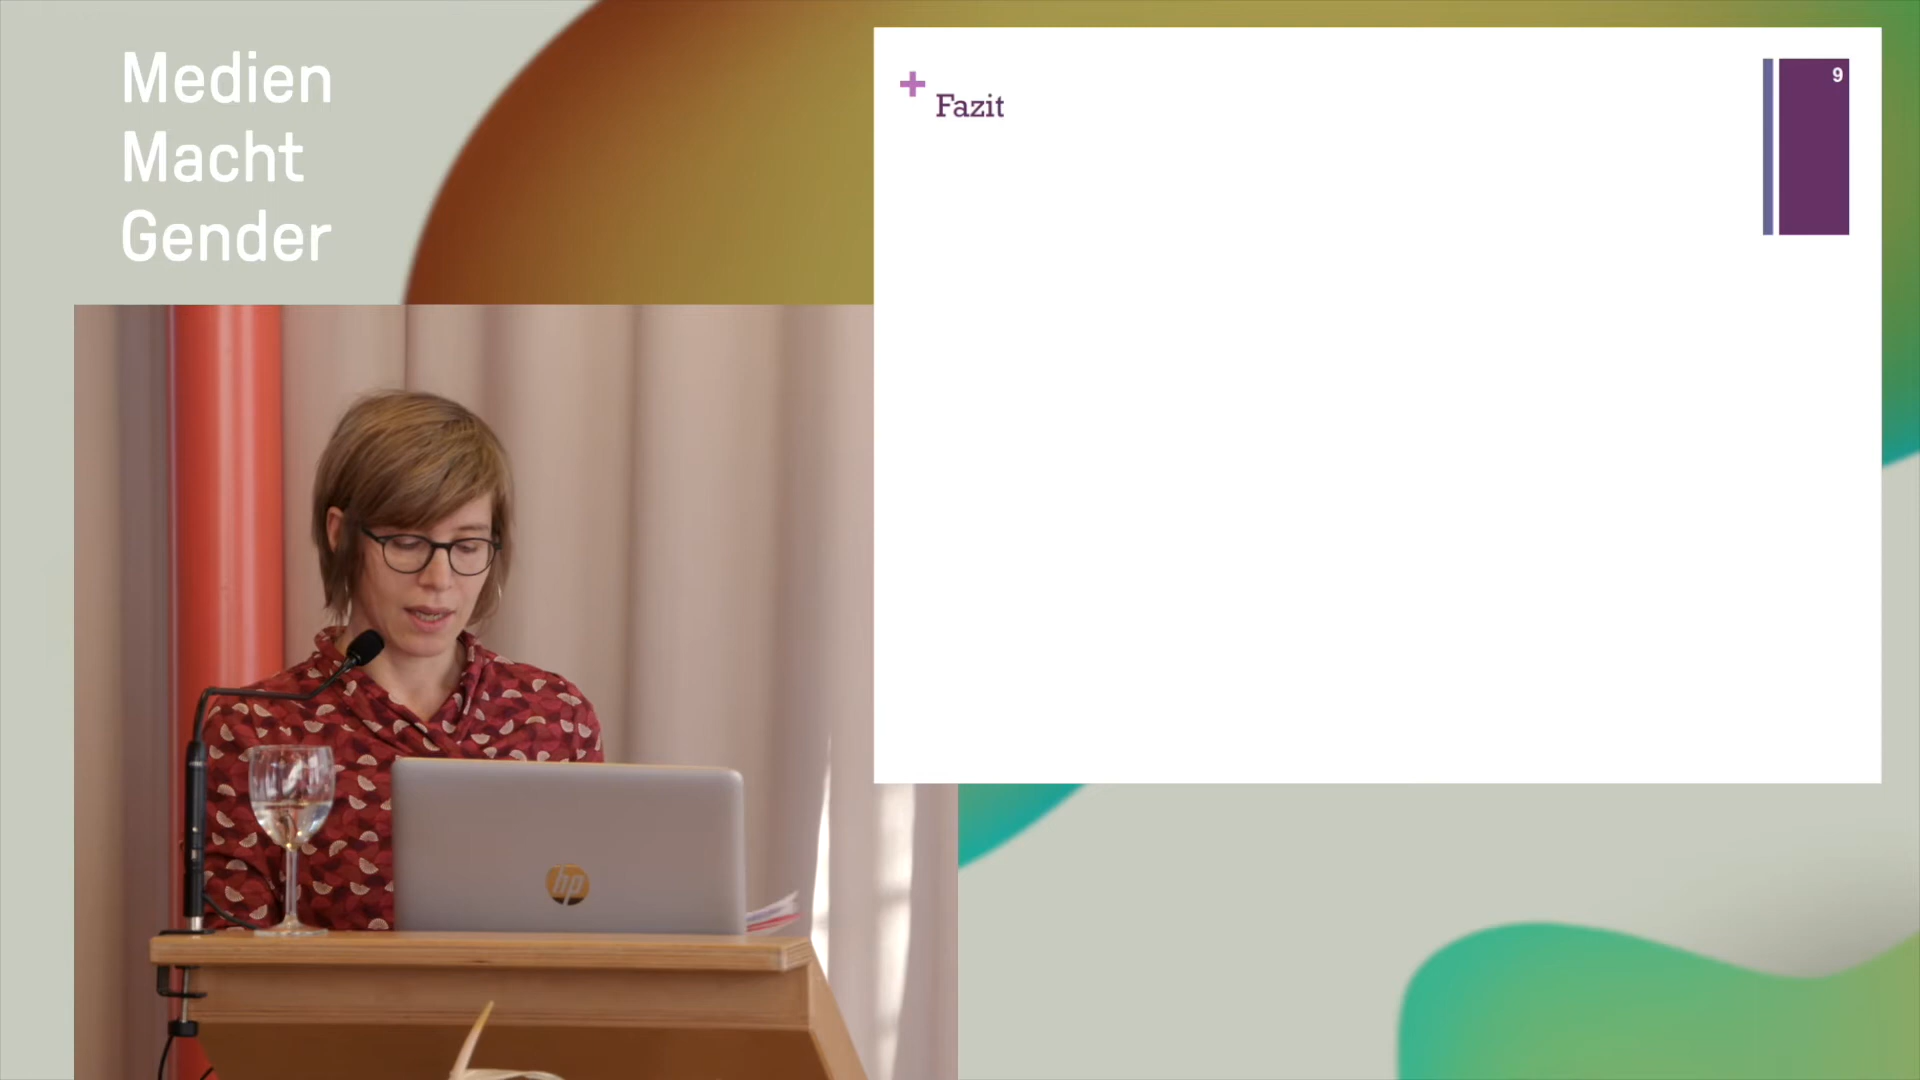 Medien
Macht
Gender
+ Fazit
9
hp